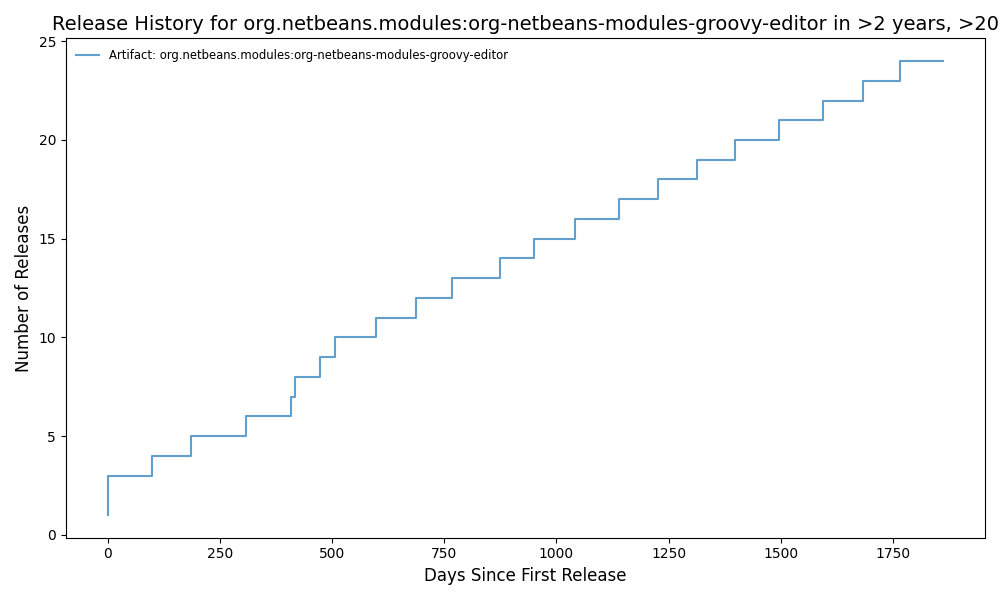 Release History for org.netbeans.modules:org-netbeans-modules-groovy-editor in >2 years, >20
Artifact: org.netbeans.modules:org-netbeans-modules-groovy-editor
Number of Releases
25
20
15
10
5
0
0 250 500 750 1000 1250 1500 1750
Days Since First Release